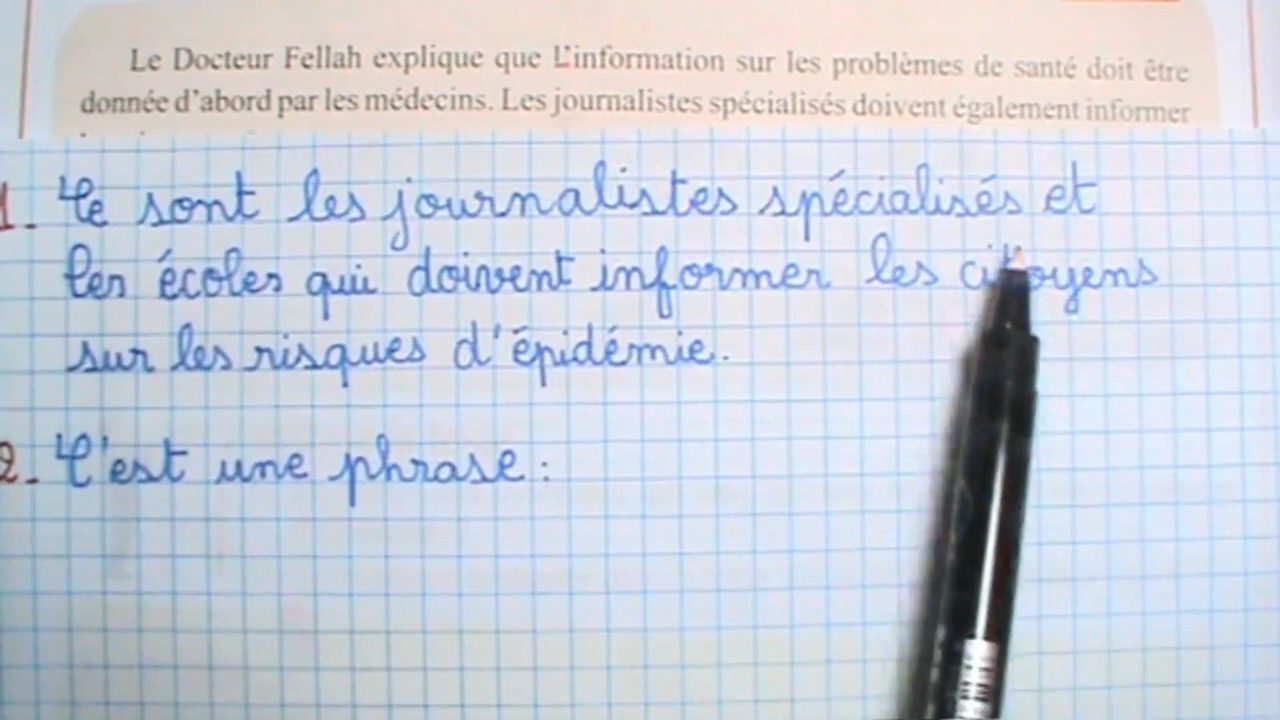 Le Docteur Fellah explique que L'information sur les problèmes de santé doit être
donnée d'abord par les médecins. Les journalistes spécialisés doivent également informer
1. Ce sont les journalistes spécialisés et
les écoles qui doivent informer les citoyens
sur les risques d'épidémie.
2. C'est une phrase :